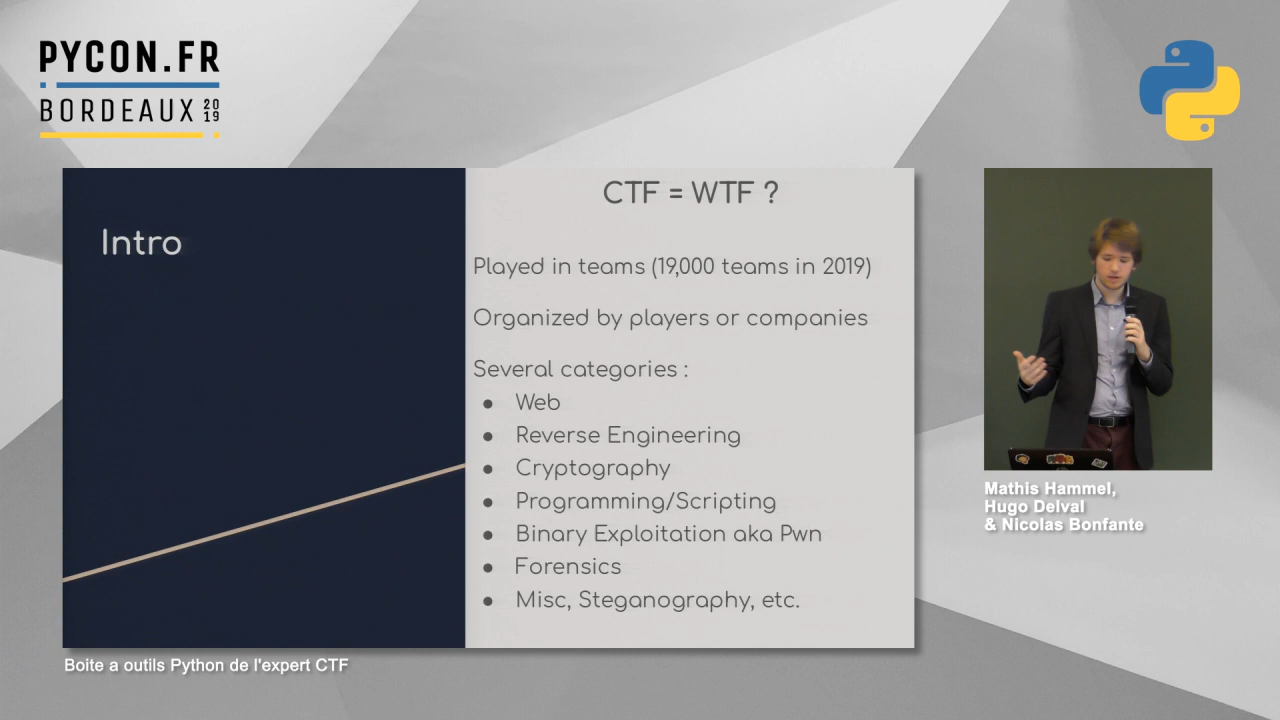 PYCON.FR
BORDEAUX 2019
Intro
CTF = WTF ?
Played in teams (19,000 teams in 2019)
Organized by players or companies
Several categories :
● Web
● Reverse Engineering
● Cryptography
● Programming/Scripting
● Binary Exploitation aka Pwn
● Forensics
● Misc, Steganography, etc.
Mathis Hammel,
Hugo Delval
& Nicolas Bonfante
Boite a outils Python de l'expert CTF